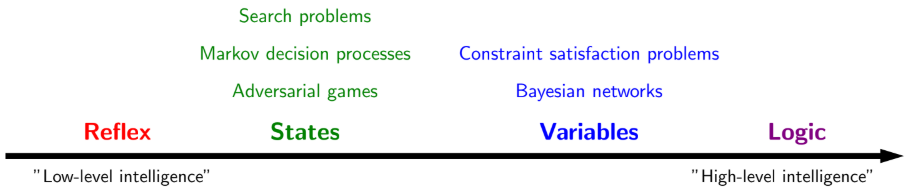 Search problems
Markov decision processes Constraint satisfaction problems
Adversarial games Bayesian networks
Reflex States Variables Logic
"Low-level intelligence" "High-level intelligence"